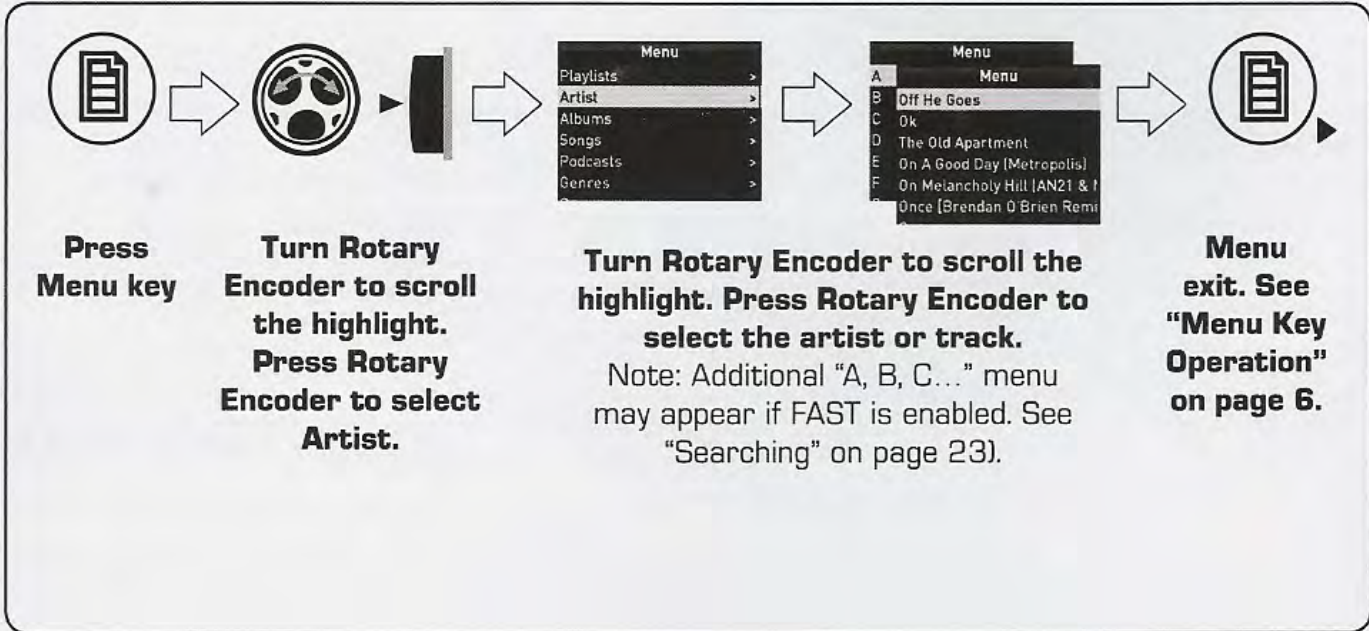 Menu
Playlists >
Artist >
Albums >
Songs >
Podcasts >
Genres >
Menu
A
B
C
D
E
F
Menu
Off He Goes
Ok
The Old Apartment
On A Good Day (Metropolis)
On Melancholy Hill (AN21 &
Once [Brendan O'Brien Remi
Press
Menu key
Turn Rotary
Encoder to scroll
the highlight.
Press Rotary
Encoder to select
Artist.
Turn Rotary Encoder to scroll the
highlight. Press Rotary Encoder to
select the artist or track.
Note: Additional "A, B, C..." menu
may appear if FAST is enabled. See
"Searching" on page 23).
Menu
exit. See
"Menu Key
Operation"
on page 6.